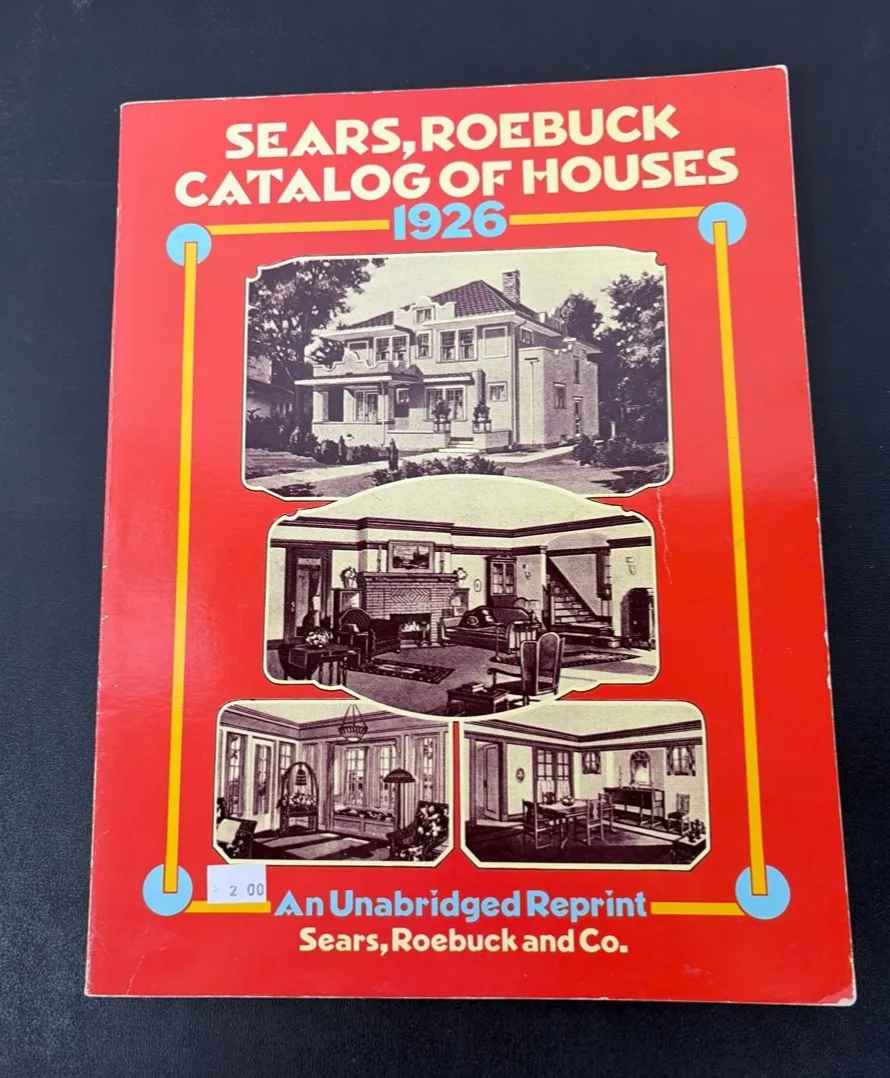 SEARS, ROEBUCK
CATALOG OF HOUSES
1926
2 00
An Unabridged Reprint
Sears, Roebuck and Co.